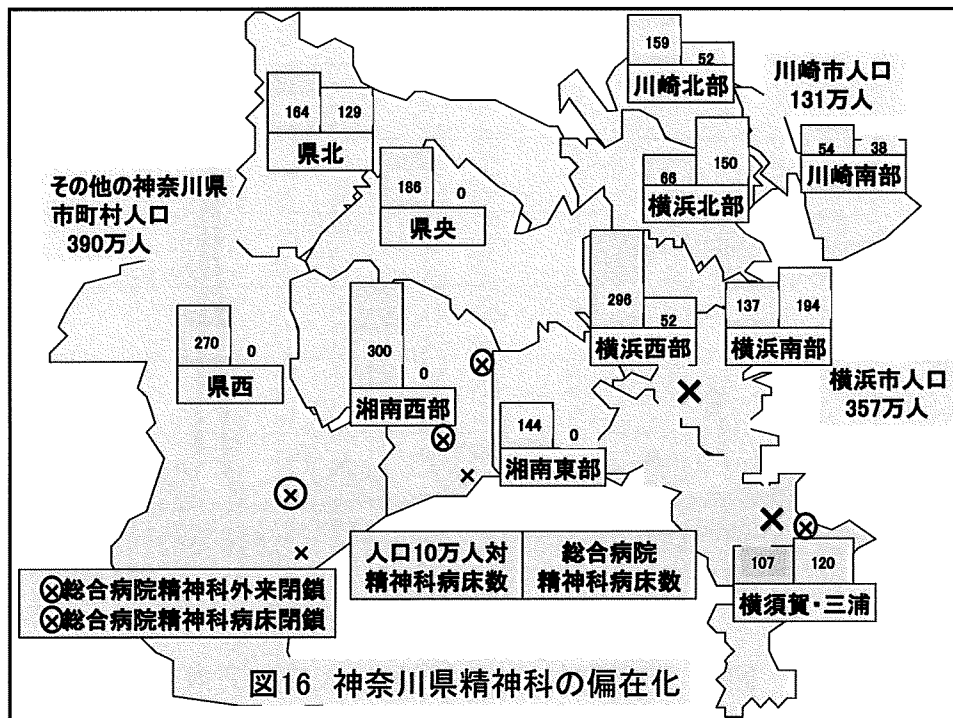 159
52
川崎北部
川崎市人口
131万人
164
129
県北
54
38
川崎南部
66
150
横浜北部
186
0
県央
その他の神奈川県
市町村人口
390万人
296
52
横浜西部
137
194
横浜南部
270
0
県西
300
0
湘南西部
横浜市人口
357万人
144
0
湘南東部
人口10万人対
精神科病床数
総合病院
精神科病床数
107
120
横須賀・三浦
総合病院精神科外来閉鎖
総合病院精神科病床閉鎖
図16 神奈川県精神科の偏在化